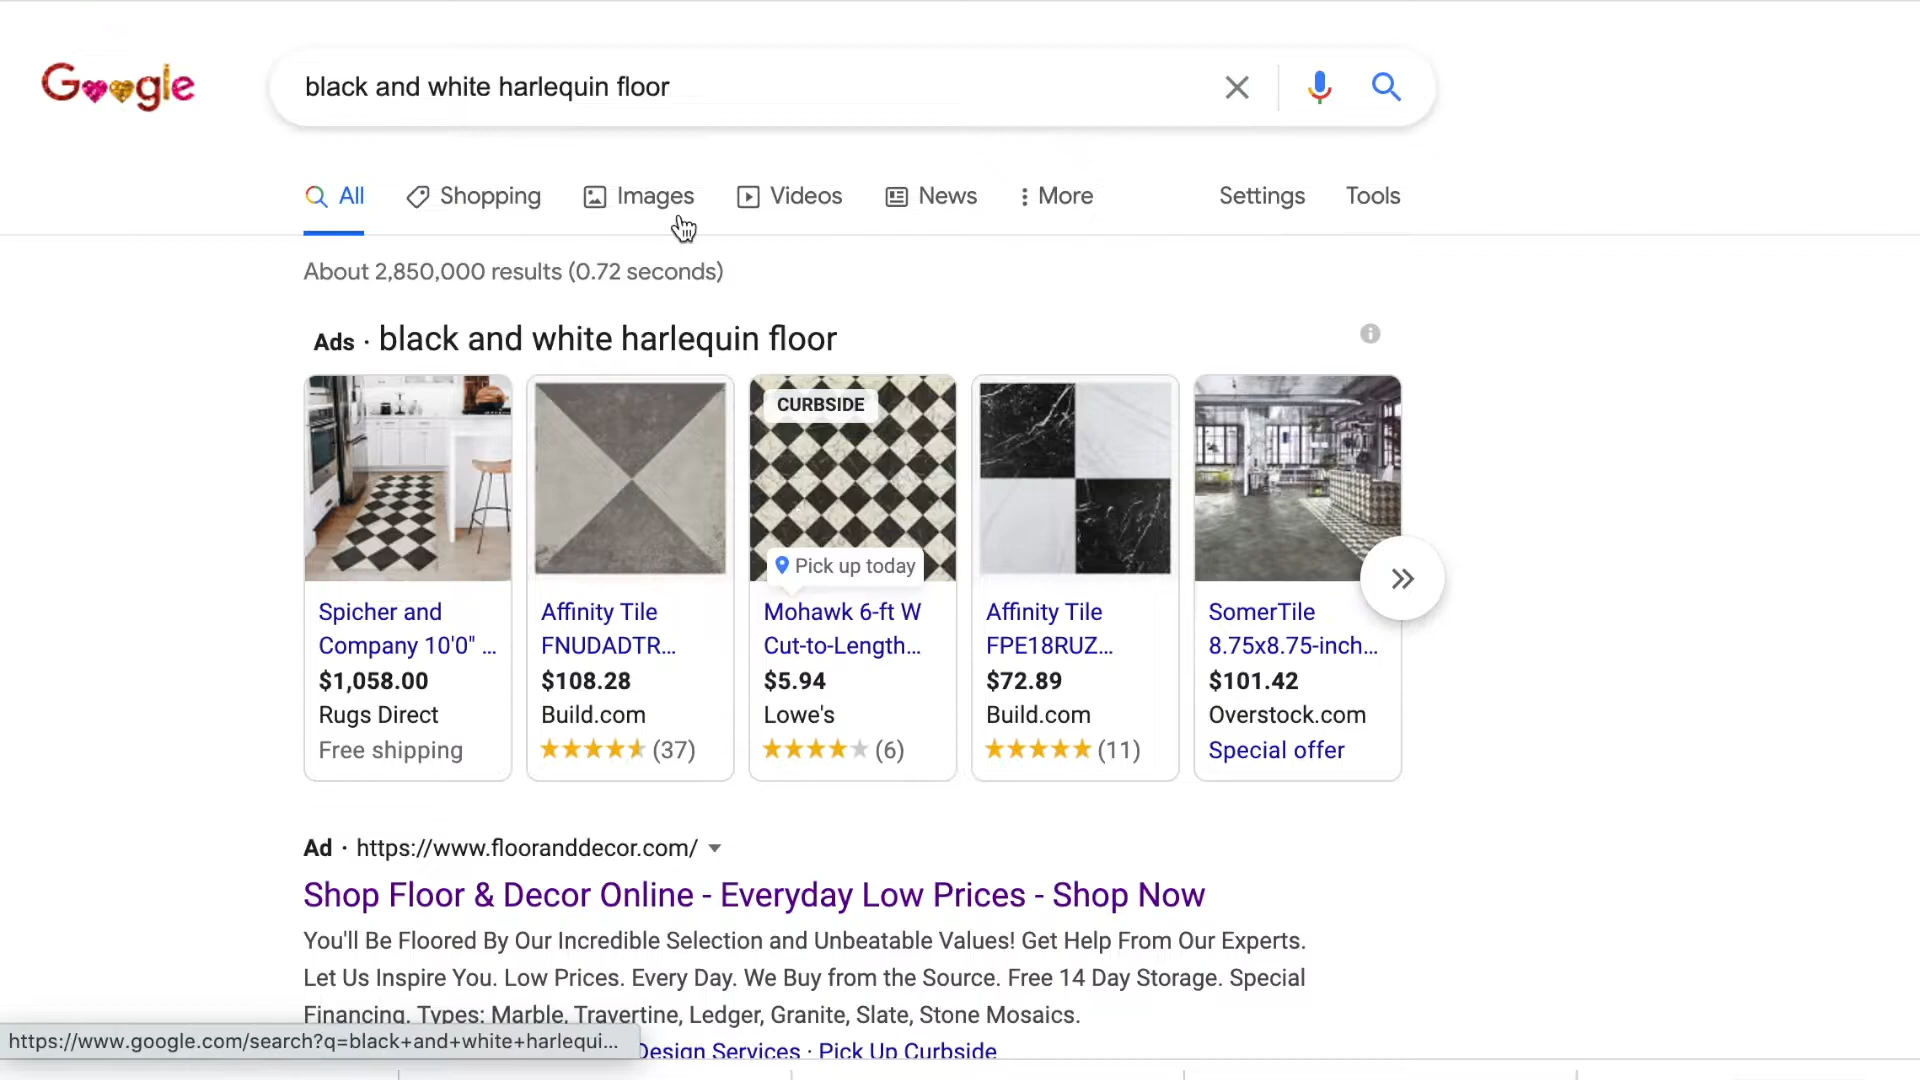 Google
black and white harlequin floor
All Shopping Images Videos News More Settings Tools
About 2,850,000 results (0.72 seconds)
Ads · black and white harlequin floor
CURBSIDE
Pick up today
Spicher and
Company 10'0" ...
$1,058.00
Rugs Direct
Free shipping
Affinity Tile
FNUDADTR...
$108.28
Build.com
(37)
Mohawk 6-ft W
Cut-to-Length...
$5.94
Lowe's
(6)
Affinity Tile
FPE18RUZ...
$72.89
Build.com
(11)
SomerTile
8.75x8.75-inch...
$101.42
Overstock.com
Special offer
Ad · https://www.flooranddecor.com/
Shop Floor & Decor Online - Everyday Low Prices - Shop Now
You'll Be Floored By Our Incredible Selection and Unbeatable Values! Get Help From Our Experts.
Let Us Inspire You. Low Prices. Every Day. We Buy from the Source. Free 14 Day Storage. Special
Financing. Types: Marble, Travertine, Ledger, Granite, Slate, Stone Mosaics.
Design Services · Pick Up Curbside
https://www.google.com/search?q=black+and+white+harlequi...